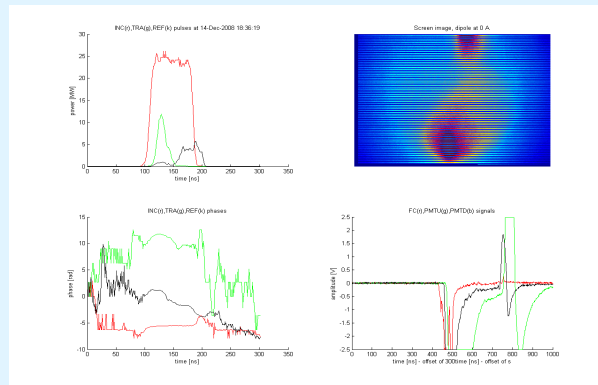 INC(r),TRA(g),REF(k) pulses at 14-Dec-2008 18:36:19
30
25
20
15
10
5
0
power [MW]
0 50 100 150 200 250 300 350
time [ns]
Screen image, dipole at 0 A
INC(r),TRA(g),REF(k) phases
15
10
5
0
-5
-10
phase [rad]
0 50 100 150 200 250 300 350
time [ns]
FC(r),PMTU(g),PMTD(b) signals
2.5
2
1.5
1
0.5
0
-0.5
-1
-1.5
-2
-2.5
amplitude [V]
0 100 200 300 400 500 600 700 800 900 1000
time [ns] - offset of 300time [ns] - offset of s